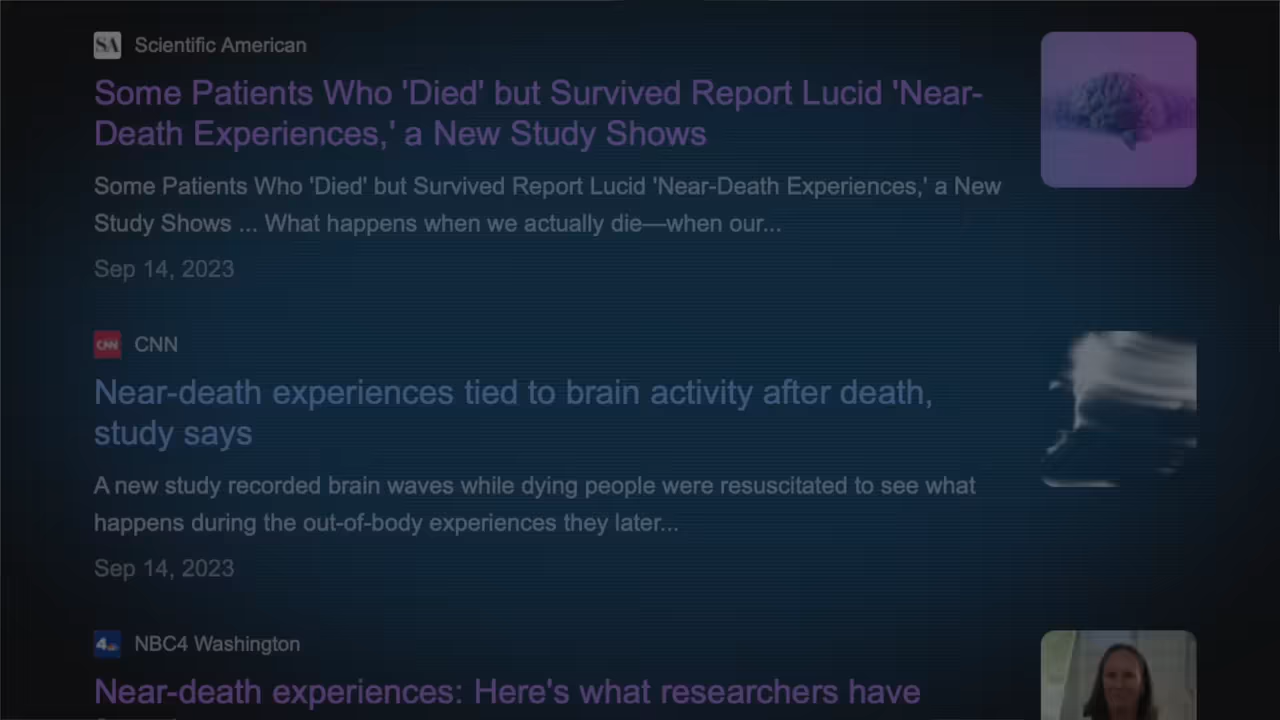 SA Scientific American
Some Patients Who 'Died' but Survived Report Lucid 'Near-
Death Experiences,' a New Study Shows
Some Patients Who 'Died' but Survived Report Lucid 'Near-Death Experiences,' a New
Study Shows ... What happens when we actually die—when our...
Sep 14, 2023
CNN CNN
Near-death experiences tied to brain activity after death,
study says
A new study recorded brain waves while dying people were resuscitated to see what
happens during the out-of-body experiences they later...
Sep 14, 2023
4 NBC4 Washington
Near-death experiences: Here's what researchers have